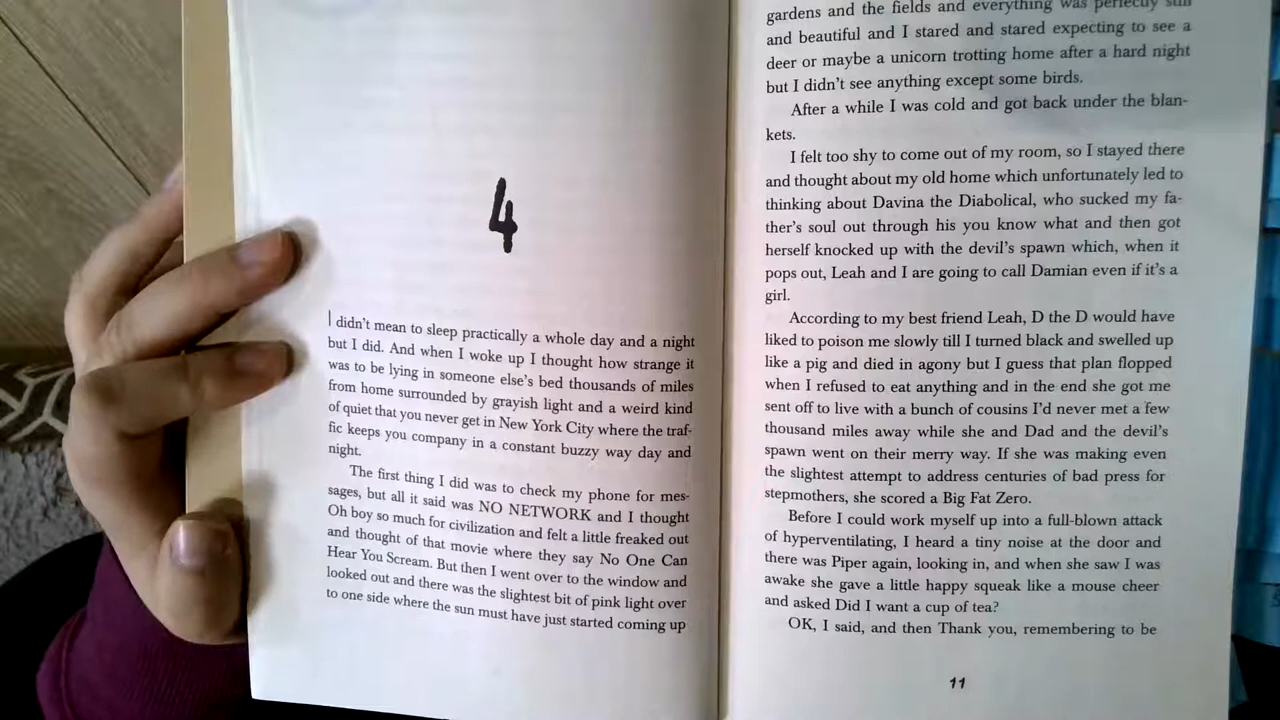 4
I didn't mean to sleep practically a whole day and a night
but I did. And when I woke up I thought how strange it
was to be lying in someone else's bed thousands of miles
from home surrounded by grayish light and a weird kind
of quiet that you never get in New York City where the traf-
fic keeps you company in a constant buzzy way day and
night.
The first thing I did was to check my phone for mes-
sages, but all it said was NO NETWORK and I thought
Oh boy so much for civilization and felt a little freaked out
and thought of that movie where they say No One Can
Hear You Scream. But then I went over to the window and
looked out and there was the slightest bit of pink light over
to one side where the sun must have just started coming up
gardens and the fields and everything was perfectly still
and beautiful and I stared and stared expecting to see a
deer or maybe a unicorn trotting home after a hard night
but I didn't see anything except some birds.
After a while I was cold and got back under the blan-
kets.
I felt too shy to come out of my room, so I stayed there
and thought about my old home which unfortunately led to
thinking about Davina the Diabolical, who sucked my fa-
ther's soul out through his you know what and then got
herself knocked up with the devil's spawn which, when it
pops out, Leah and I are going to call Damian even if it's a
girl.
According to my best friend Leah, D the D would have
liked to poison me slowly till I turned black and swelled up
like a pig and died in agony but I guess that plan flopped
when I refused to eat anything and in the end she got me
sent off to live with a bunch of cousins I'd never met a few
thousand miles away while she and Dad and the devil's
spawn went on their merry way. If she was making even
the slightest attempt to address centuries of bad press for
stepmothers, she scored a Big Fat Zero.
Before I could work myself up into a full-blown attack
of hyperventilating, I heard a tiny noise at the door and
there was Piper again, looking in, and when she saw I was
awake she gave a little happy squeak like a mouse cheer
and asked Did I want a cup of tea?
OK, I said, and then Thank you, remembering to be
11